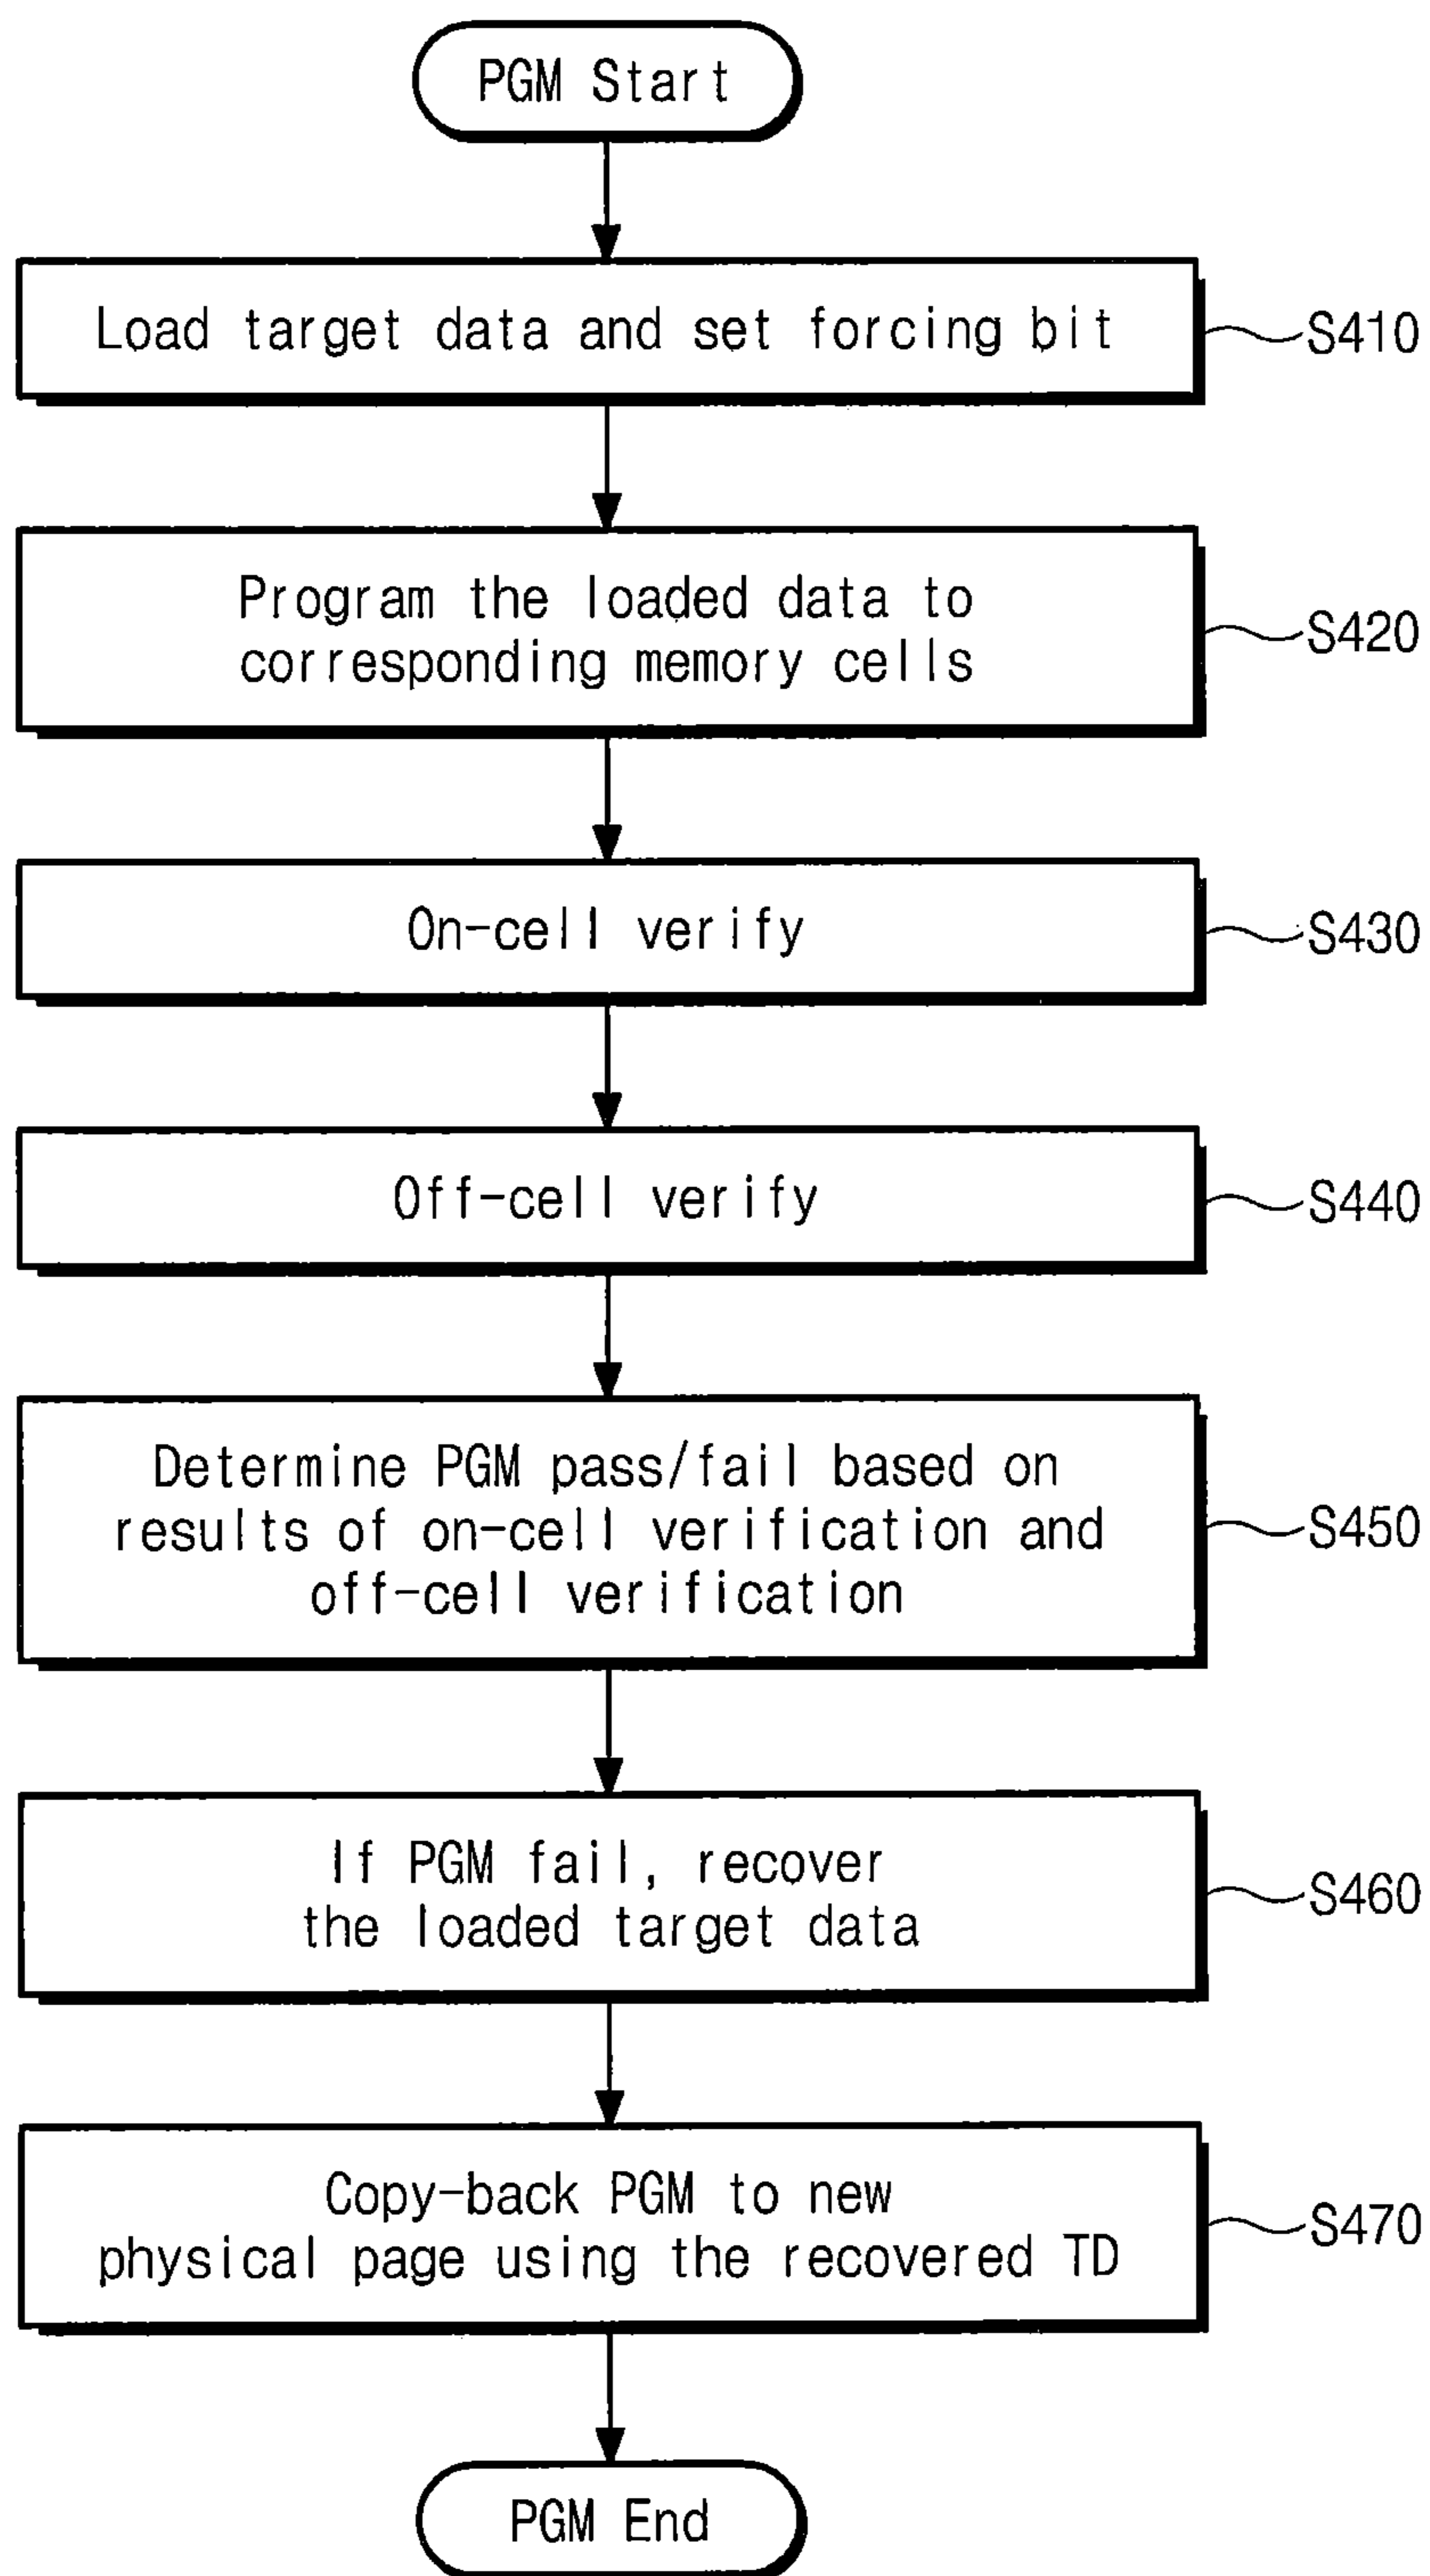 PGM Start
Load target data and set forcing bit
S410
Program the loaded data to
corresponding memory cells
S420
On-cell verify
S430
Off-cell verify
S440
Determine PGM pass/fail based on
results of on-cell verification and
off-cell verification
S450
If PGM fail, recover
the loaded target data
S460
Copy-back PGM to new
physical page using the recovered TD
S470
PGM End